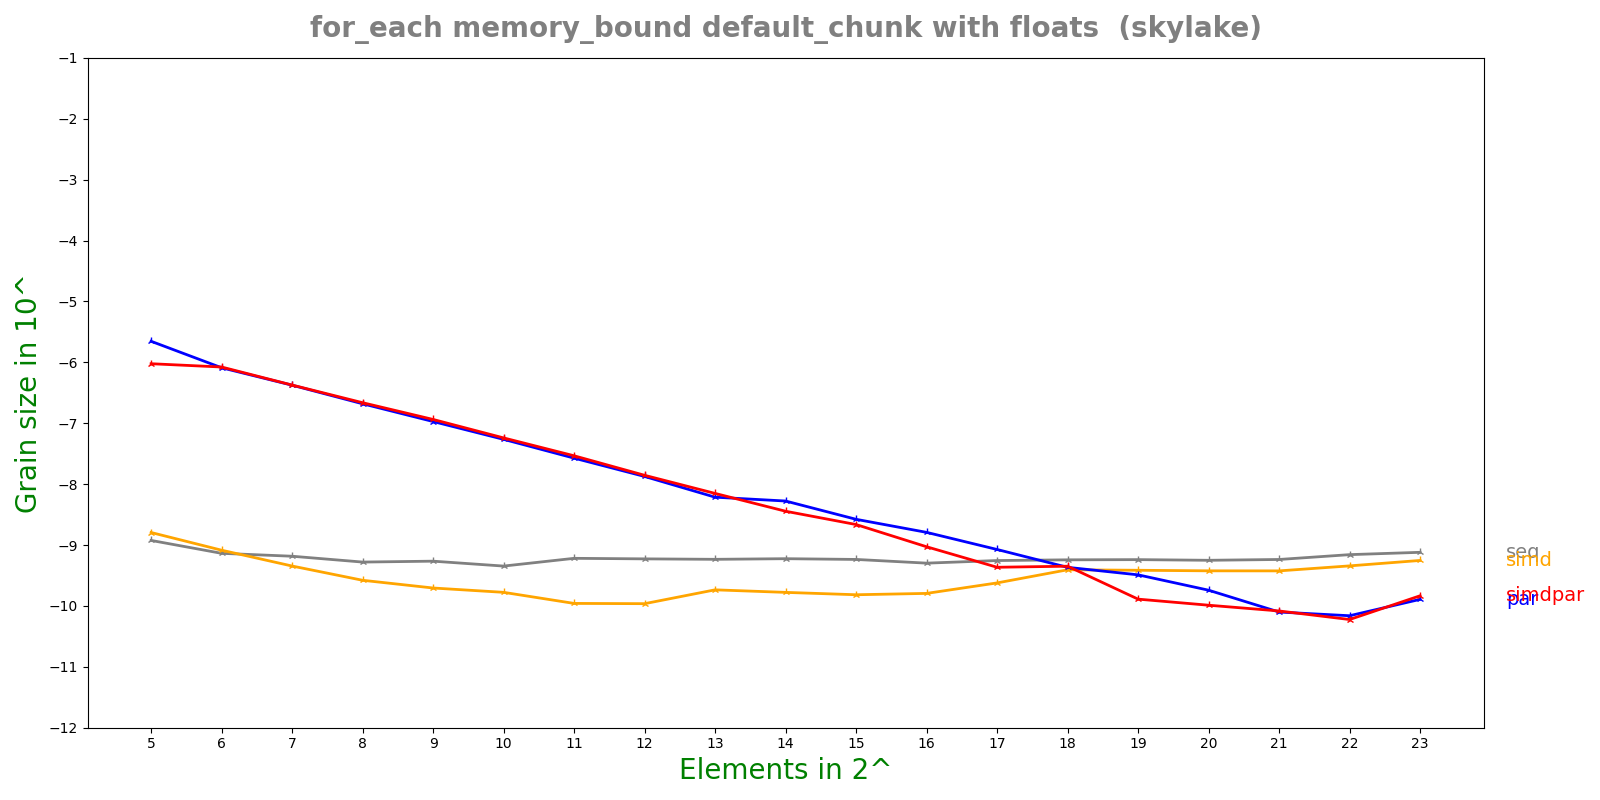 for_each memory_bound default_chunk with floats (skylake)
Grain size in 10^
−1
−2
−3
−4
−5
−6
−7
−8
−9
−10
−11
−12
5 6 7 8 9 10 11 12 13 14 15 16 17 18 19 20 21 22 23
Elements in 2^
seq
simd
simdpar
par